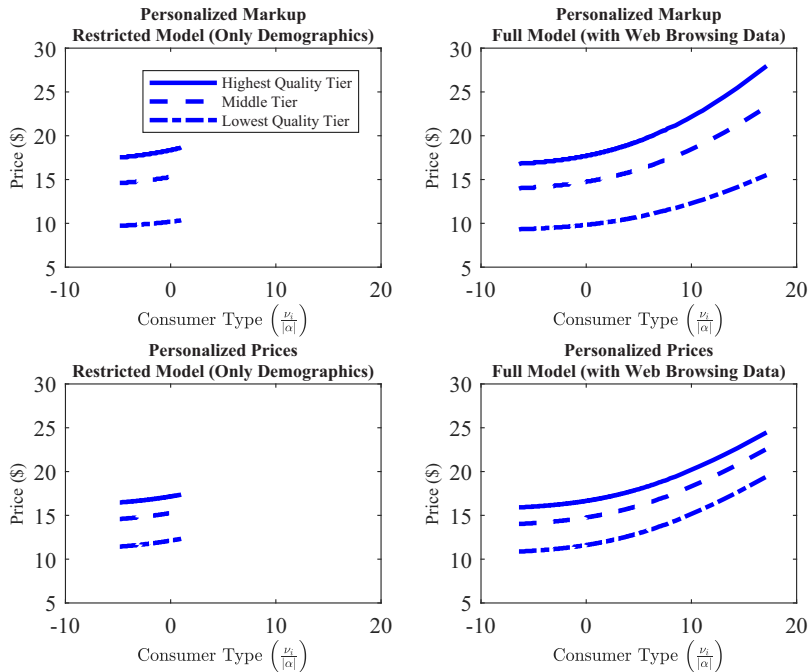 Personalized Markup
Restricted Model (Only Demographics)
30
25
20
15
10
5
Price ($)
Highest Quality Tier
Middle Tier
Lowest Quality Tier
-10 0 10 20
Consumer Type (νᵢ/|α|)
Personalized Markup
Full Model (with Web Browsing Data)
30
25
20
15
10
5
Price ($)
-10 0 10 20
Consumer Type (νᵢ/|α|)
Personalized Prices
Restricted Model (Only Demographics)
30
25
20
15
10
5
Price ($)
-10 0 10 20
Consumer Type (νᵢ/|α|)
Personalized Prices
Full Model (with Web Browsing Data)
30
25
20
15
10
5
Price ($)
-10 0 10 20
Consumer Type (νᵢ/|α|)